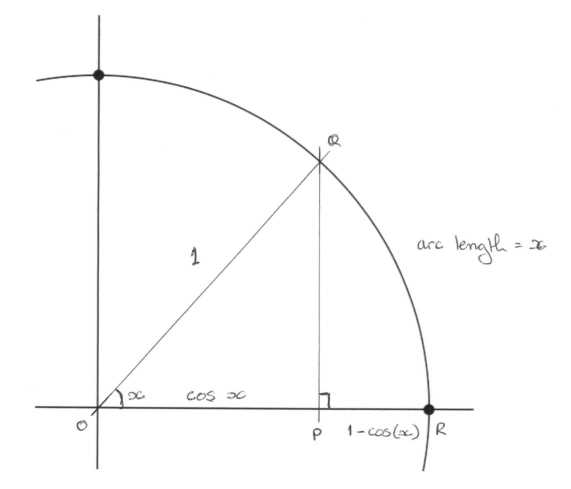 Q
arc length = x
1
x
cos x
O
P
1-cos(x)
R